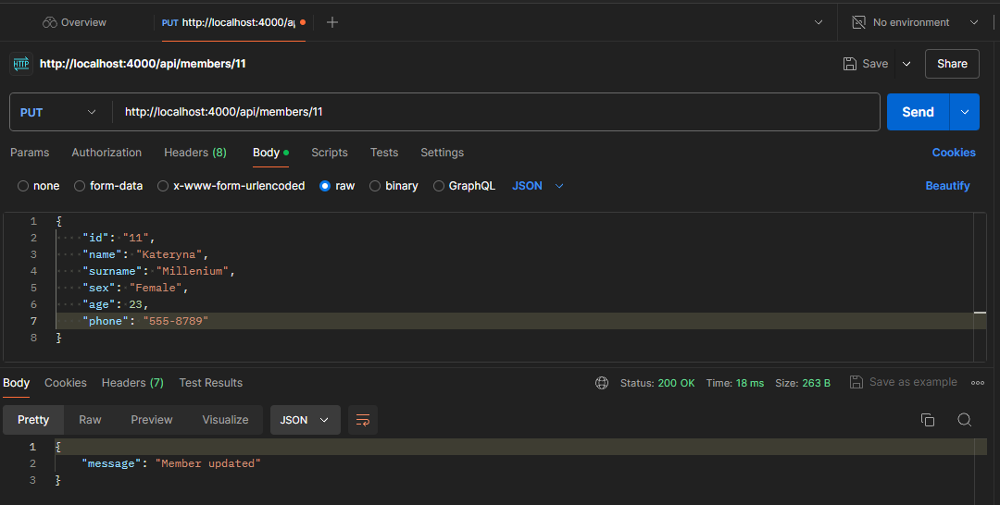 Overview
PUT http://localhost:4000/a
No environment
HTTP http://localhost:4000/api/members/11
Save
Share
PUT
http://localhost:4000/api/members/11
Send
Params Authorization Headers (8) Body Scripts Tests Settings Cookies
none form-data x-www-form-urlencoded raw binary GraphQL JSON Beautify
1 {
2 "id": "11",
3 "name": "Kateryna",
4 "surname": "Millenium",
5 "sex": "Female",
6 "age": 23,
7 "phone": "555-8789"
8 }
Body Cookies Headers (7) Test Results Status: 200 OK Time: 18 ms Size: 263 B Save as example
Pretty Raw Preview Visualize JSON
1 {
2 "message": "Member updated"
3 }